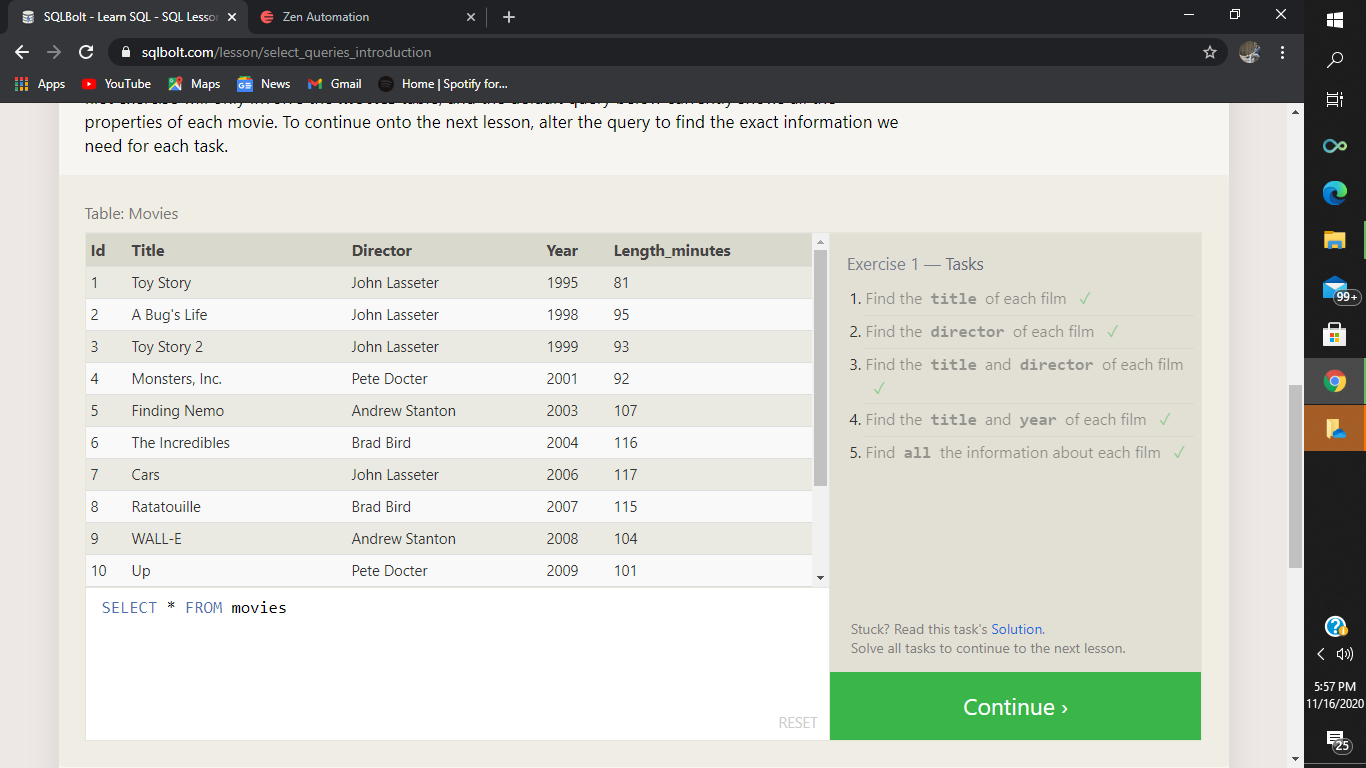 SQLBolt - Learn SQL - SQL Lesso
Zen Automation
sqlbolt.com/lesson/select_queries_introduction
Apps
YouTube
Maps
News
Gmail
Home | Spotify for...
properties of each movie. To continue onto the next lesson, alter the query to find the exact information we
need for each task.
Table: Movies
Id Title Director Year Length_minutes
1 Toy Story John Lasseter 1995 81
2 A Bug's Life John Lasseter 1998 95
3 Toy Story 2 John Lasseter 1999 93
4 Monsters, Inc. Pete Docter 2001 92
5 Finding Nemo Andrew Stanton 2003 107
6 The Incredibles Brad Bird 2004 116
7 Cars John Lasseter 2006 117
8 Ratatouille Brad Bird 2007 115
9 WALL-E Andrew Stanton 2008 104
10 Up Pete Docter 2009 101
SELECT * FROM movies
RESET
Exercise 1 — Tasks
1. Find the title of each film ✓
2. Find the director of each film ✓
3. Find the title and director of each film
✓
4. Find the title and year of each film ✓
5. Find all the information about each film ✓
Stuck? Read this task's Solution.
Solve all tasks to continue to the next lesson.
Continue ›
99+
5:57 PM
11/16/2020
25